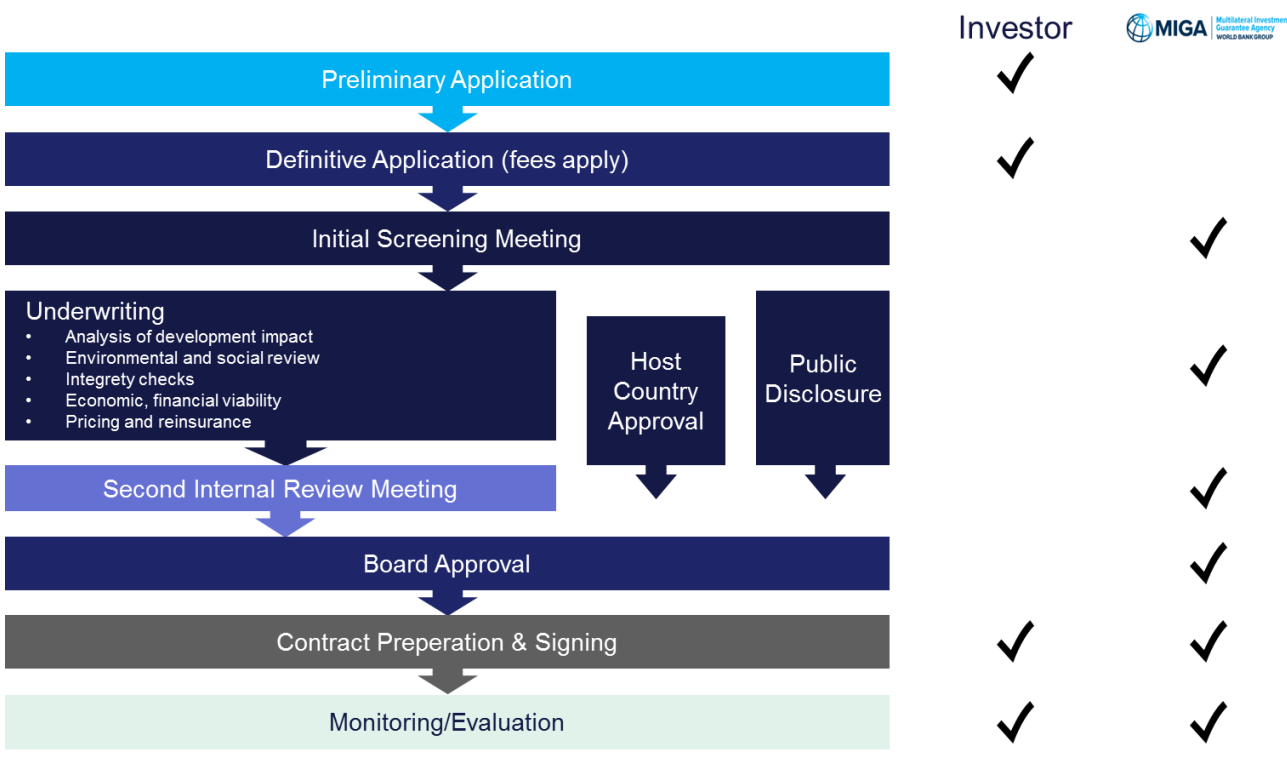 Investor
MIGA
Multilateral Investment
Guarantee Agency
WORLD BANK GROUP
Preliminary Application
Definitive Application (fees apply)
Initial Screening Meeting
Underwriting
• Analysis of development impact
• Environmental and social review
• Integrety checks
• Economic, financial viability
• Pricing and reinsurance
Host
Country
Approval
Public
Disclosure
Second Internal Review Meeting
Board Approval
Contract Preperation & Signing
Monitoring/Evaluation